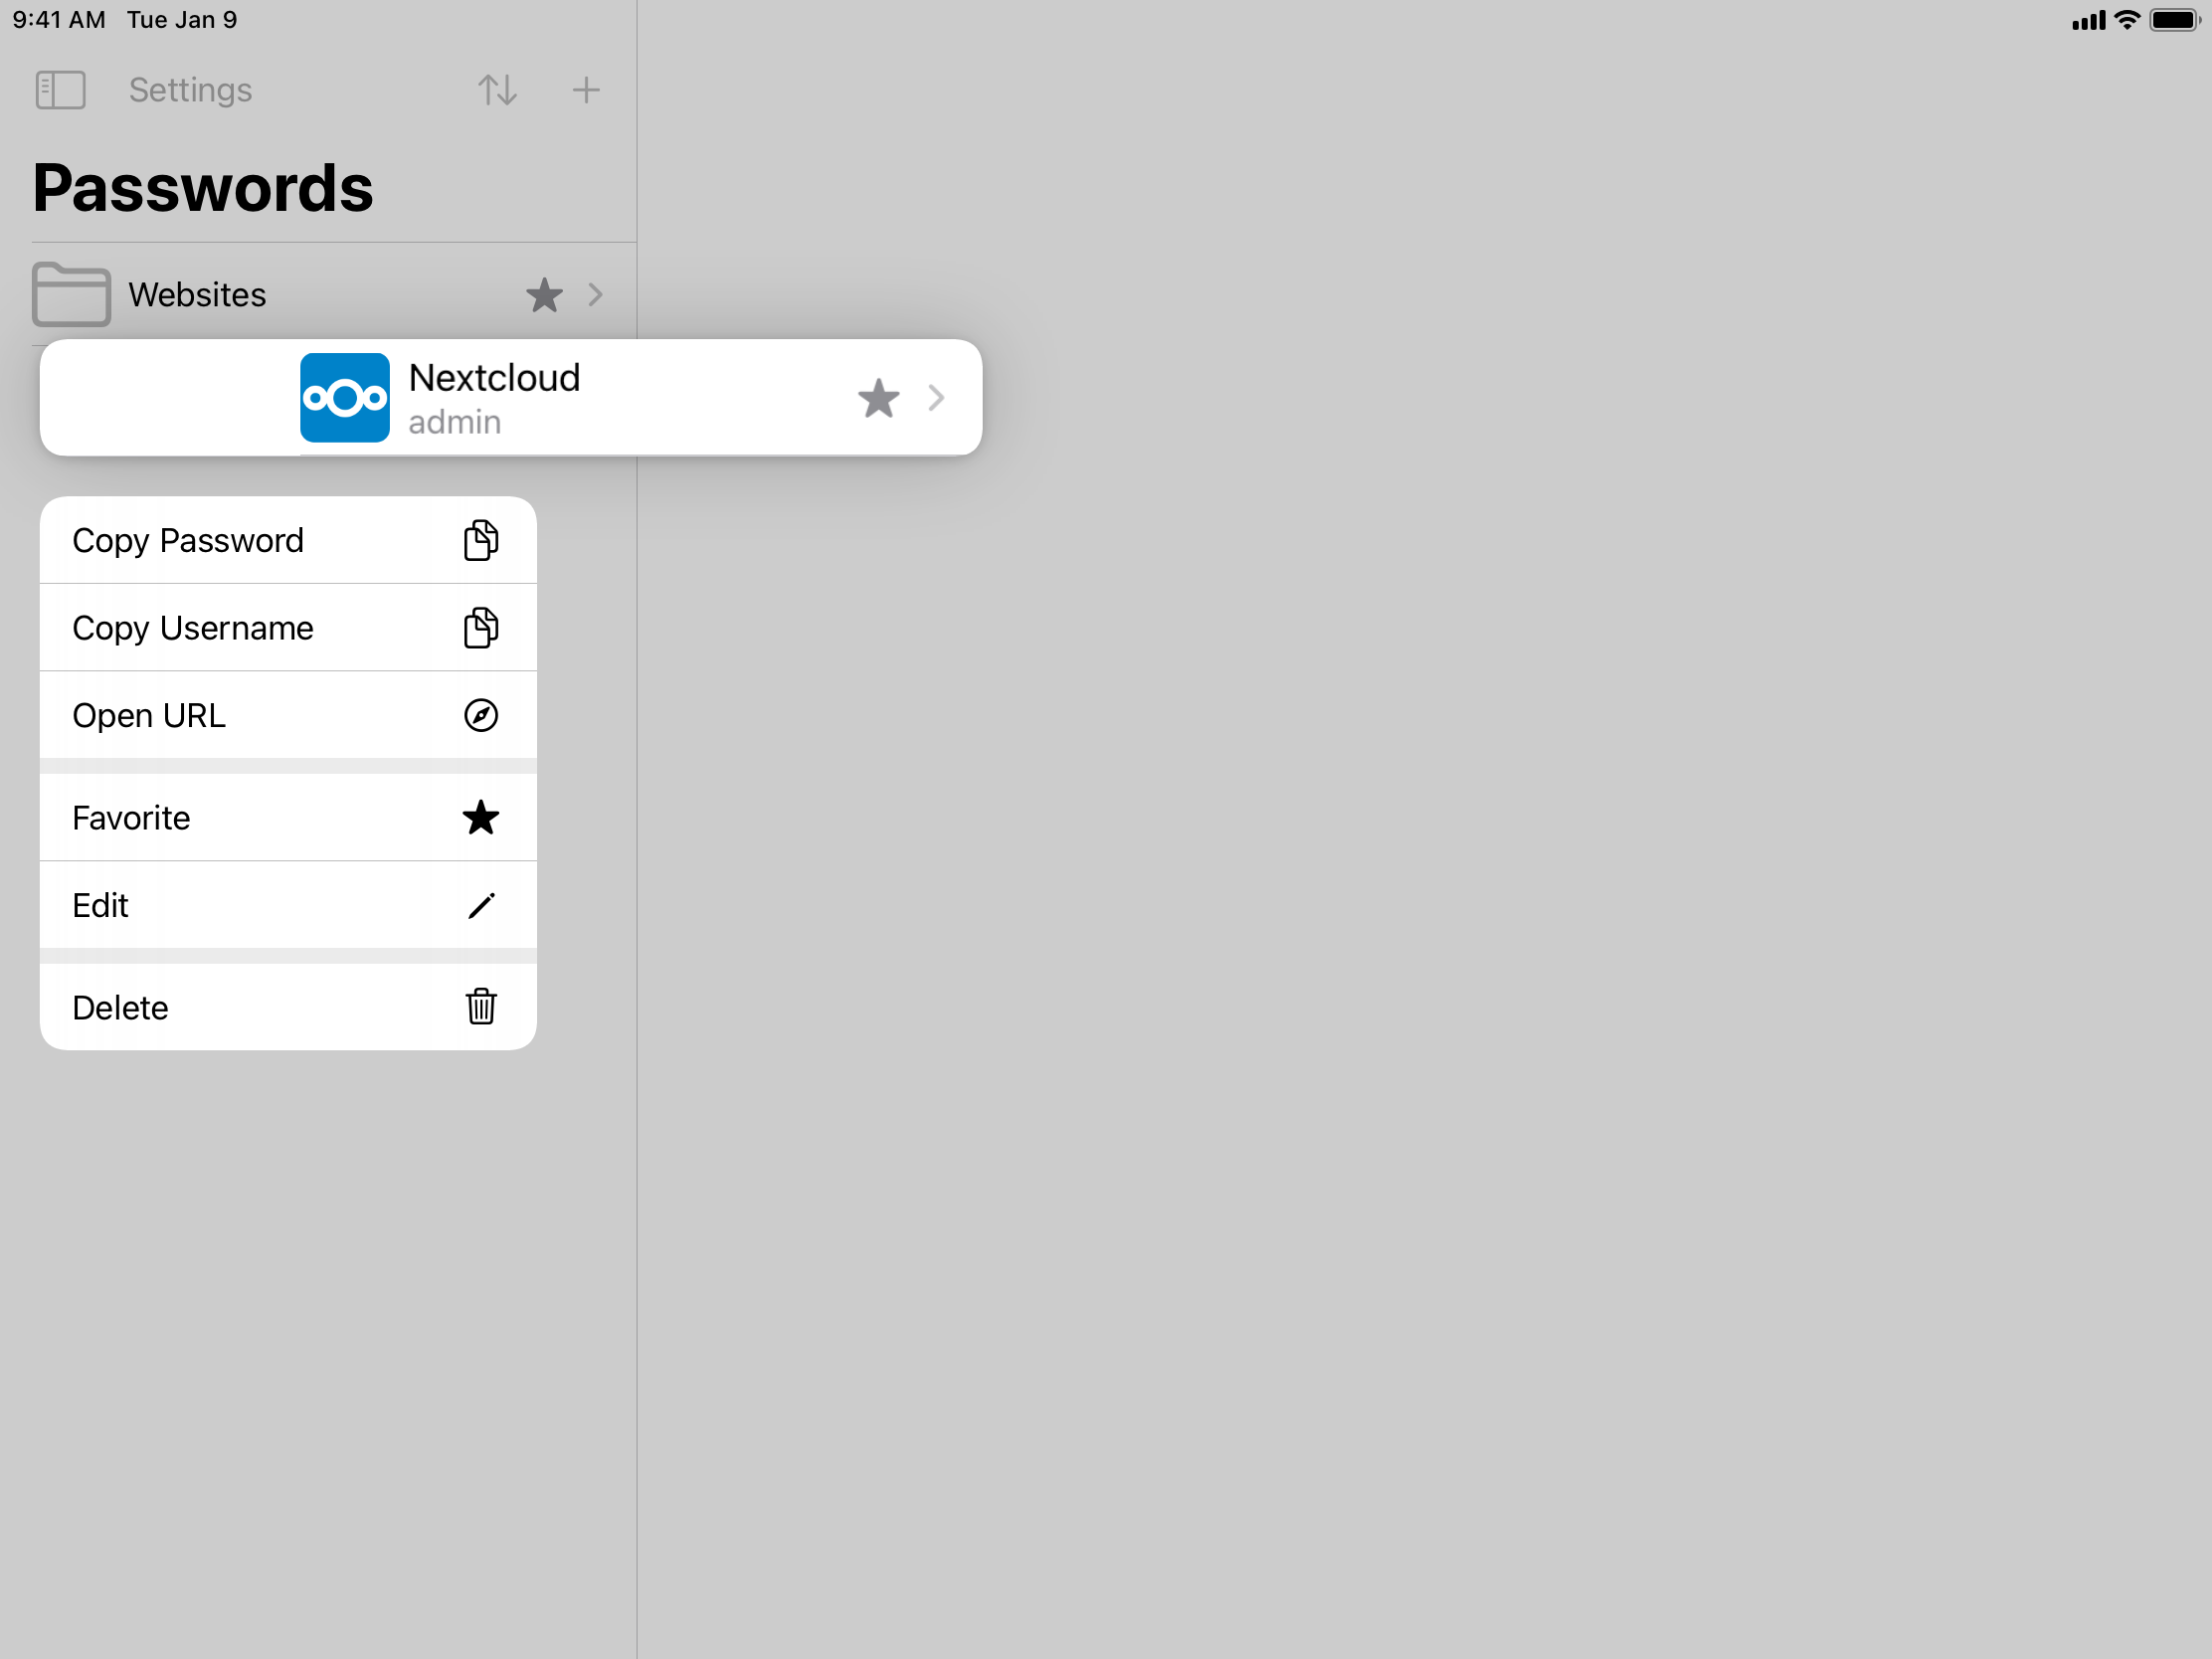 9:41 AM Tue Jan 9
Settings
Passwords
Websites
Nextcloud
admin
Copy Password
Copy Username
Open URL
Favorite
Edit
Delete